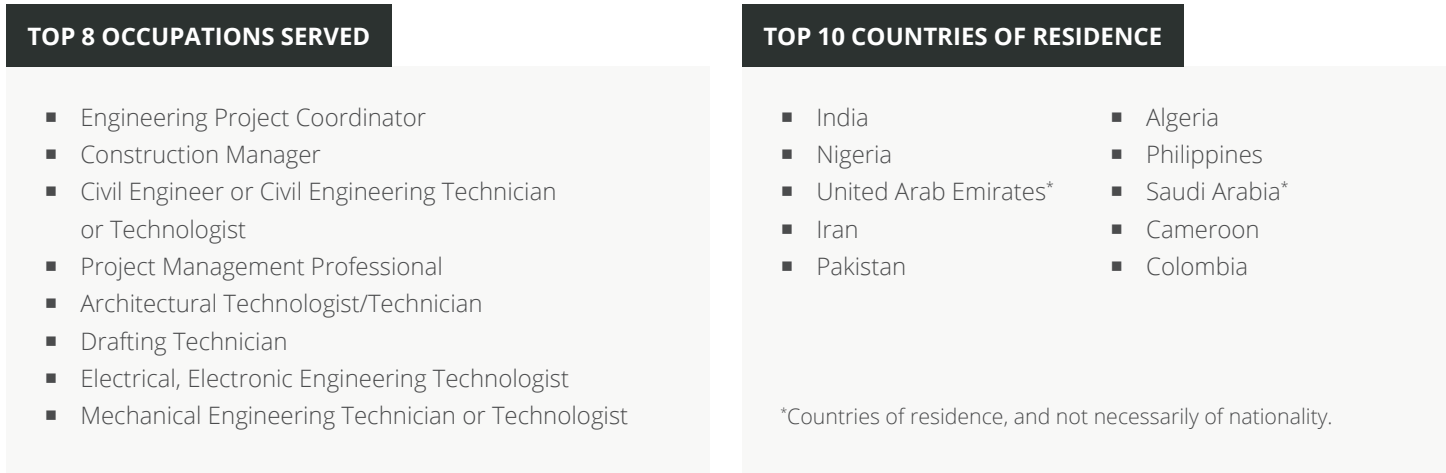 TOP 8 OCCUPATIONS SERVED
■ Engineering Project Coordinator
■ Construction Manager
■ Civil Engineer or Civil Engineering Technician
or Technologist
■ Project Management Professional
■ Architectural Technologist/Technician
■ Drafting Technician
■ Electrical, Electronic Engineering Technologist
■ Mechanical Engineering Technician or Technologist
TOP 10 COUNTRIES OF RESIDENCE
■ India
■ Nigeria
■ United Arab Emirates*
■ Iran
■ Pakistan
■ Algeria
■ Philippines
■ Saudi Arabia*
■ Cameroon
■ Colombia
*Countries of residence, and not necessarily of nationality.